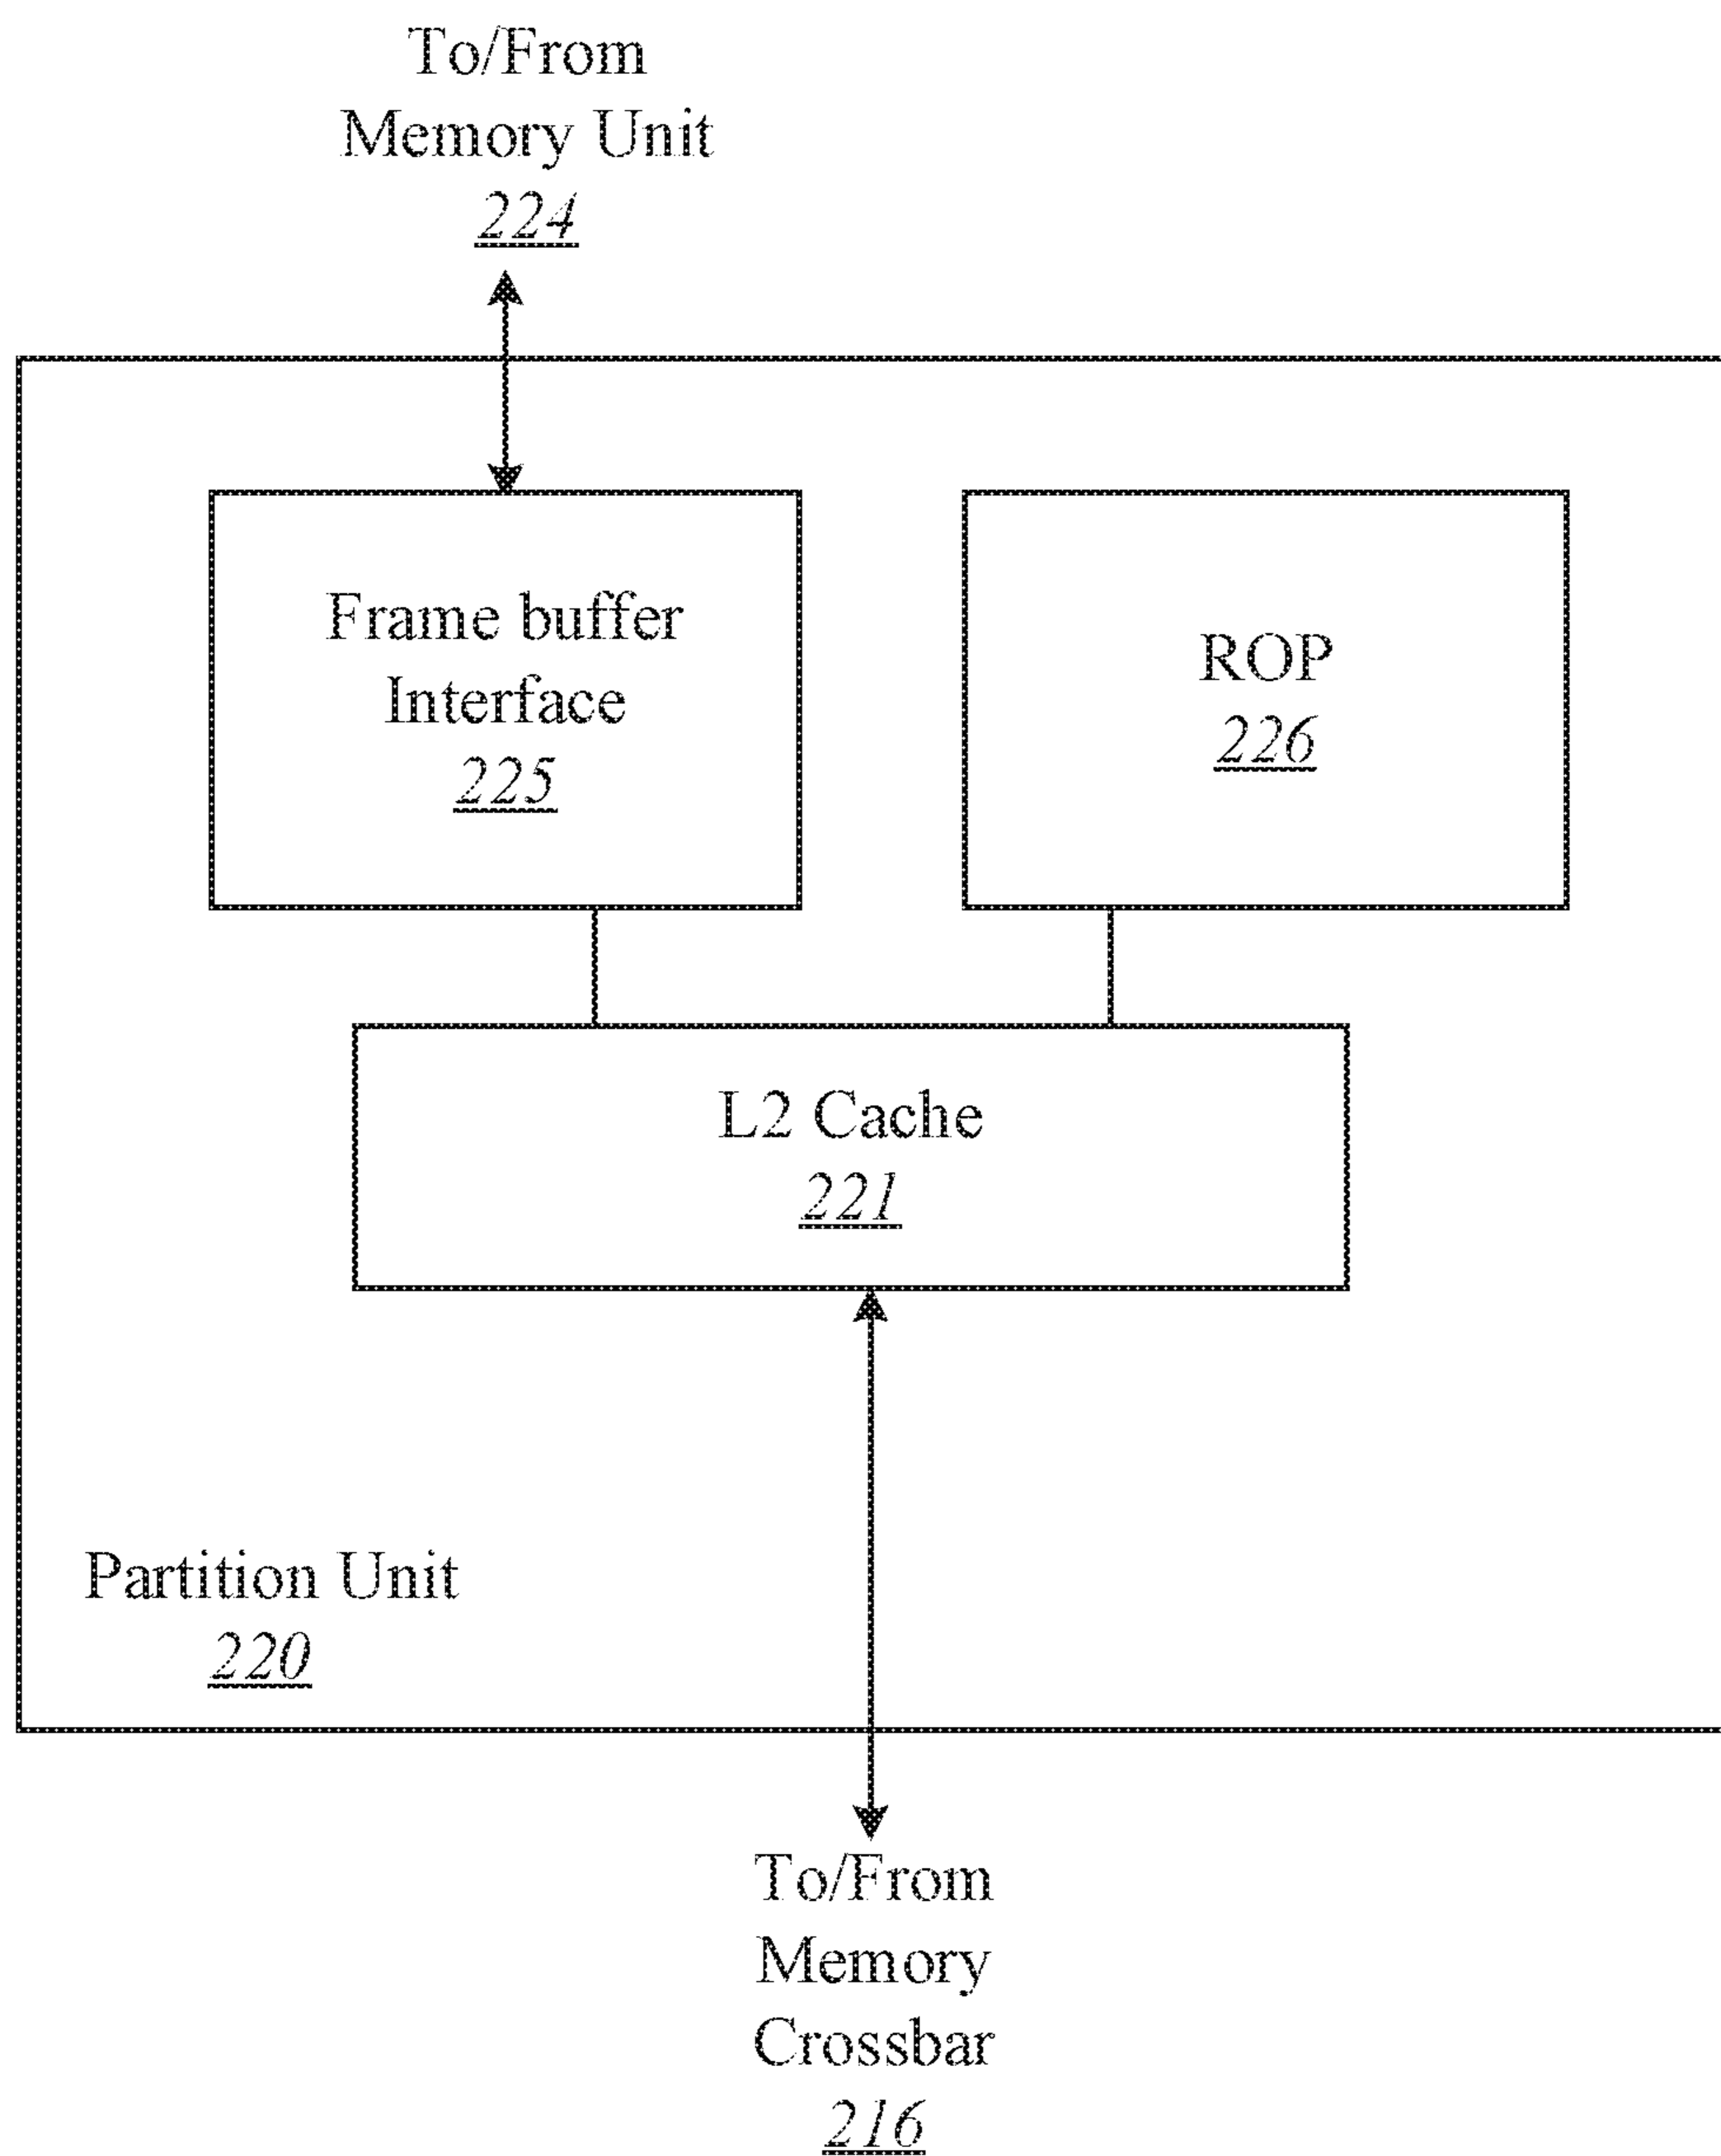 To/From
Memory Unit
224
Frame buffer
Interface
225
ROP
226
L2 Cache
221
Partition Unit
220
To/From
Memory
Crossbar
216